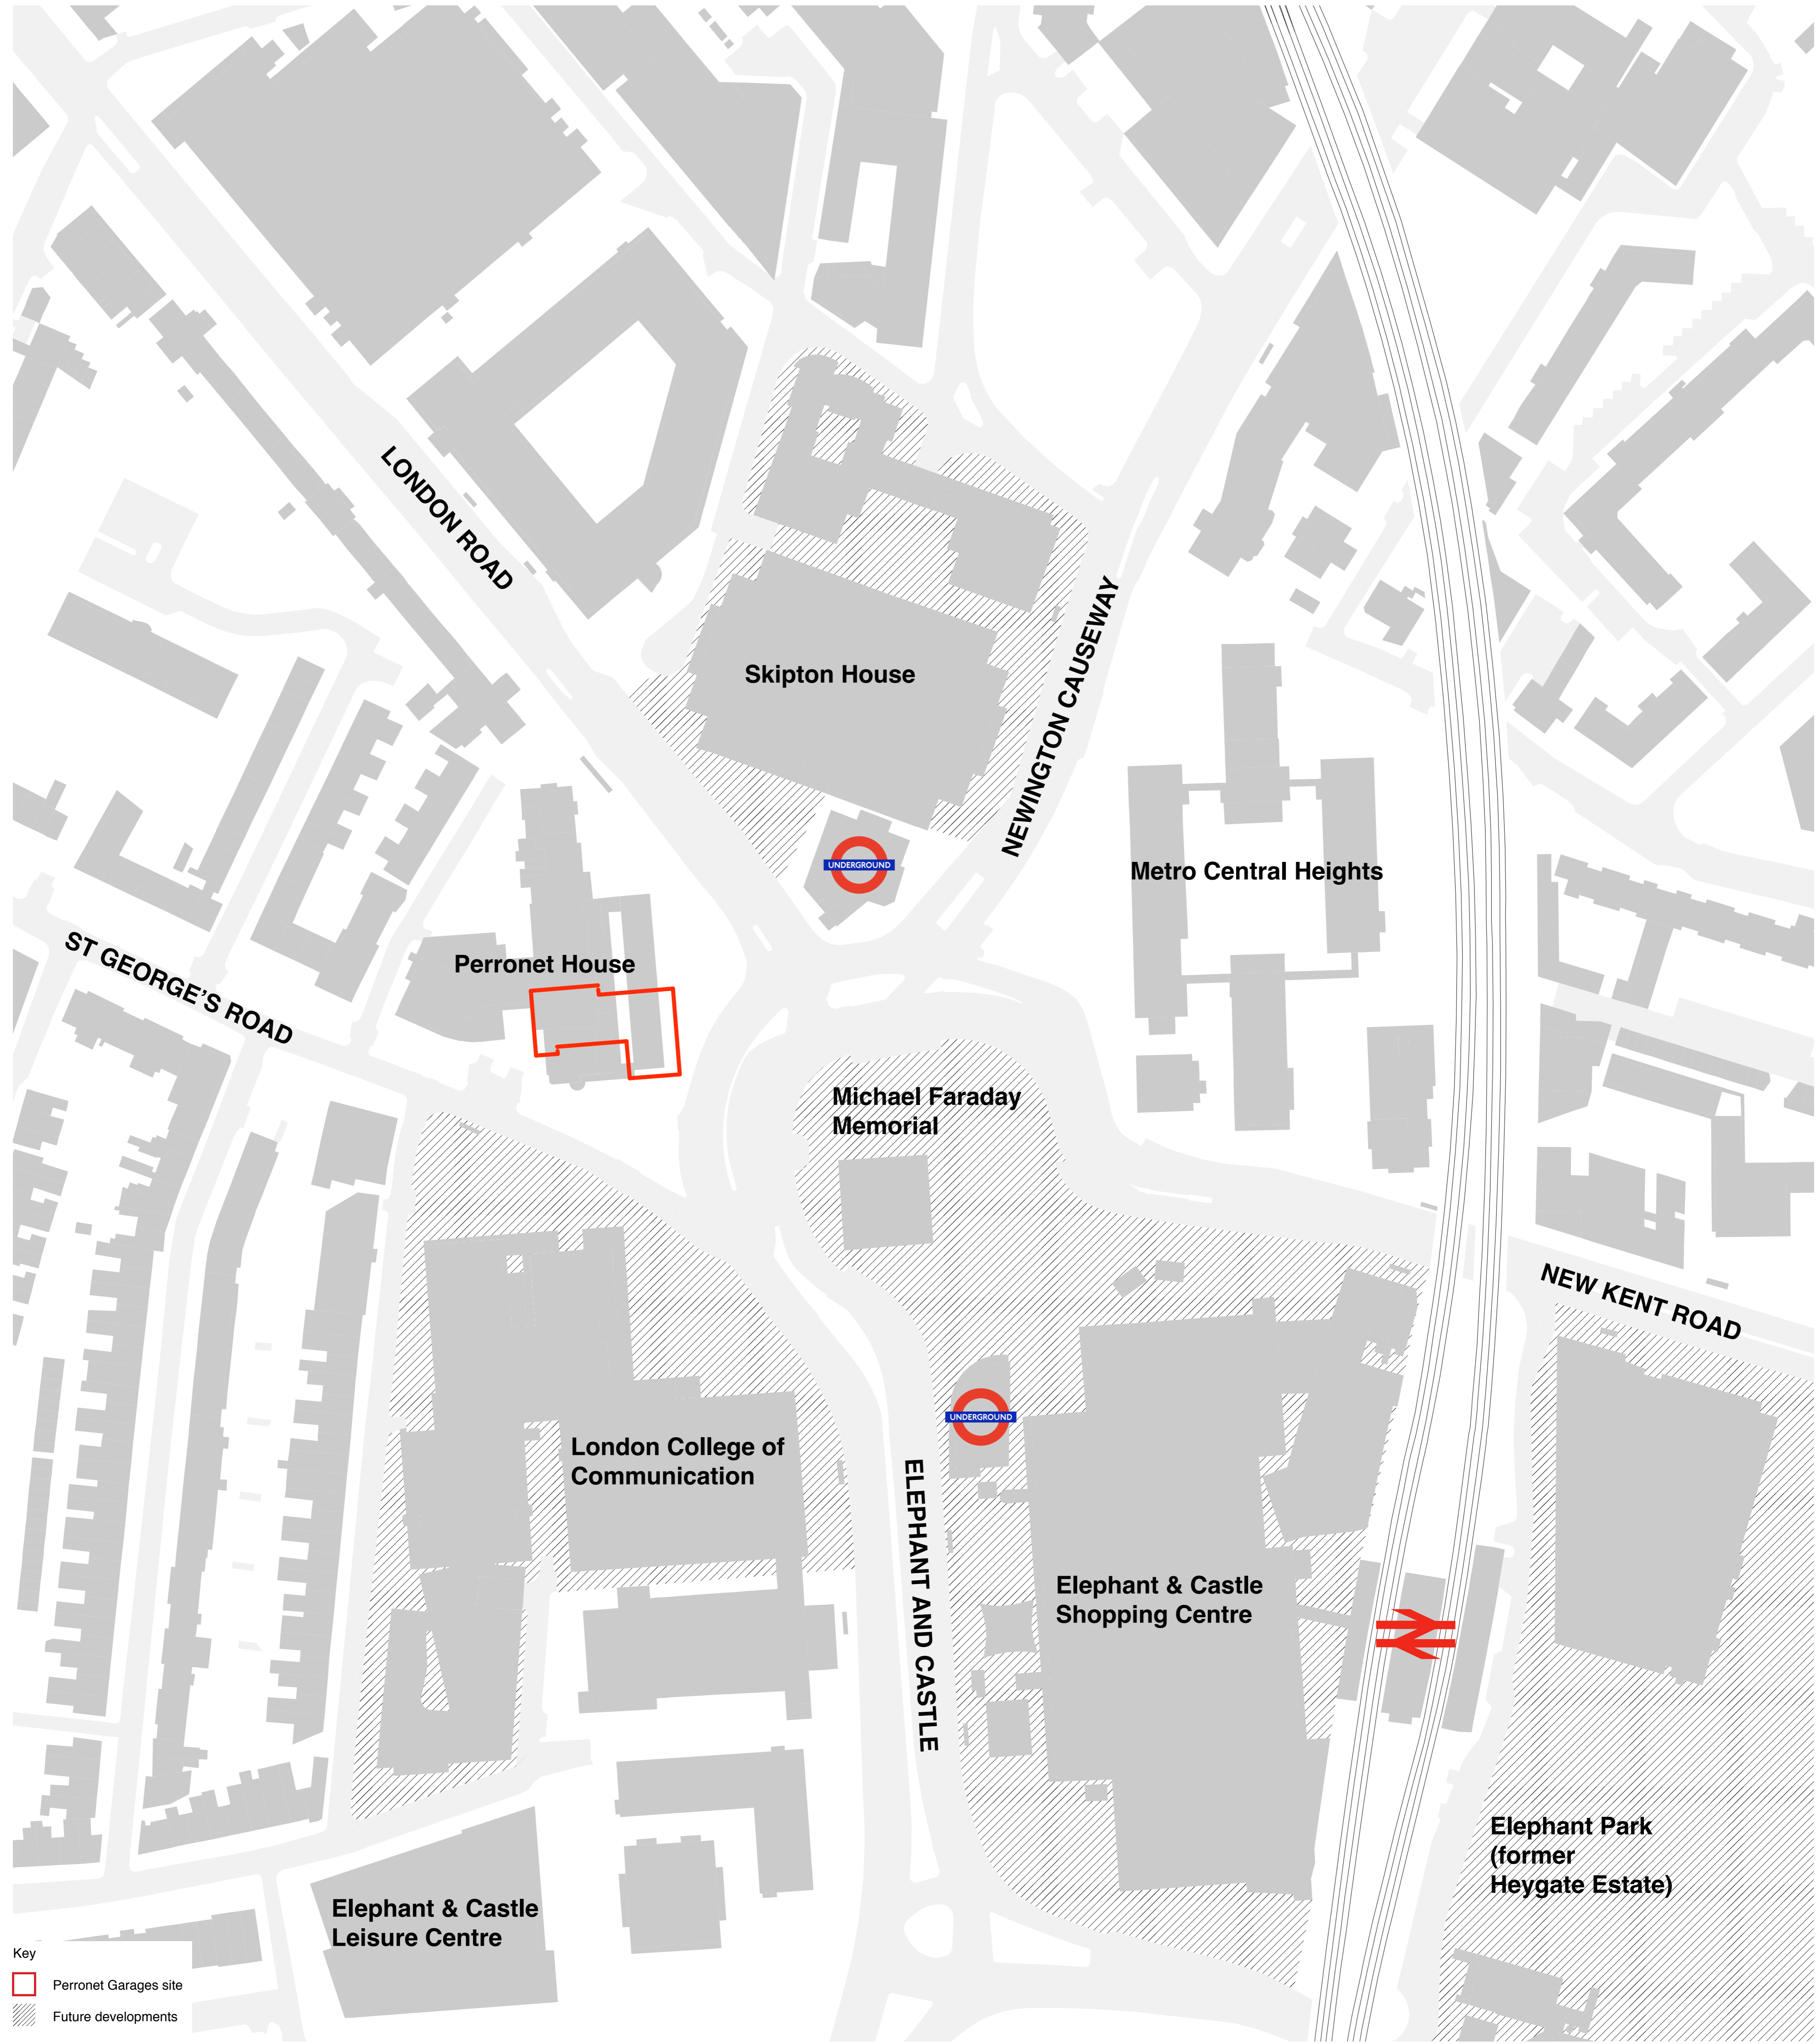 LONDON ROAD
Skipton House
NEWINGTON CAUSEWAY
UNDERGROUND
Metro Central Heights
ST GEORGE'S ROAD
Perronet House
Michael Faraday
Memorial
NEW KENT ROAD
UNDERGROUND
London College of
Communication
ELEPHANT AND CASTLE
Elephant & Castle
Shopping Centre
Elephant Park
(former
Heygate Estate)
Elephant & Castle
Leisure Centre
Key
Perronet Garages site
Future developments